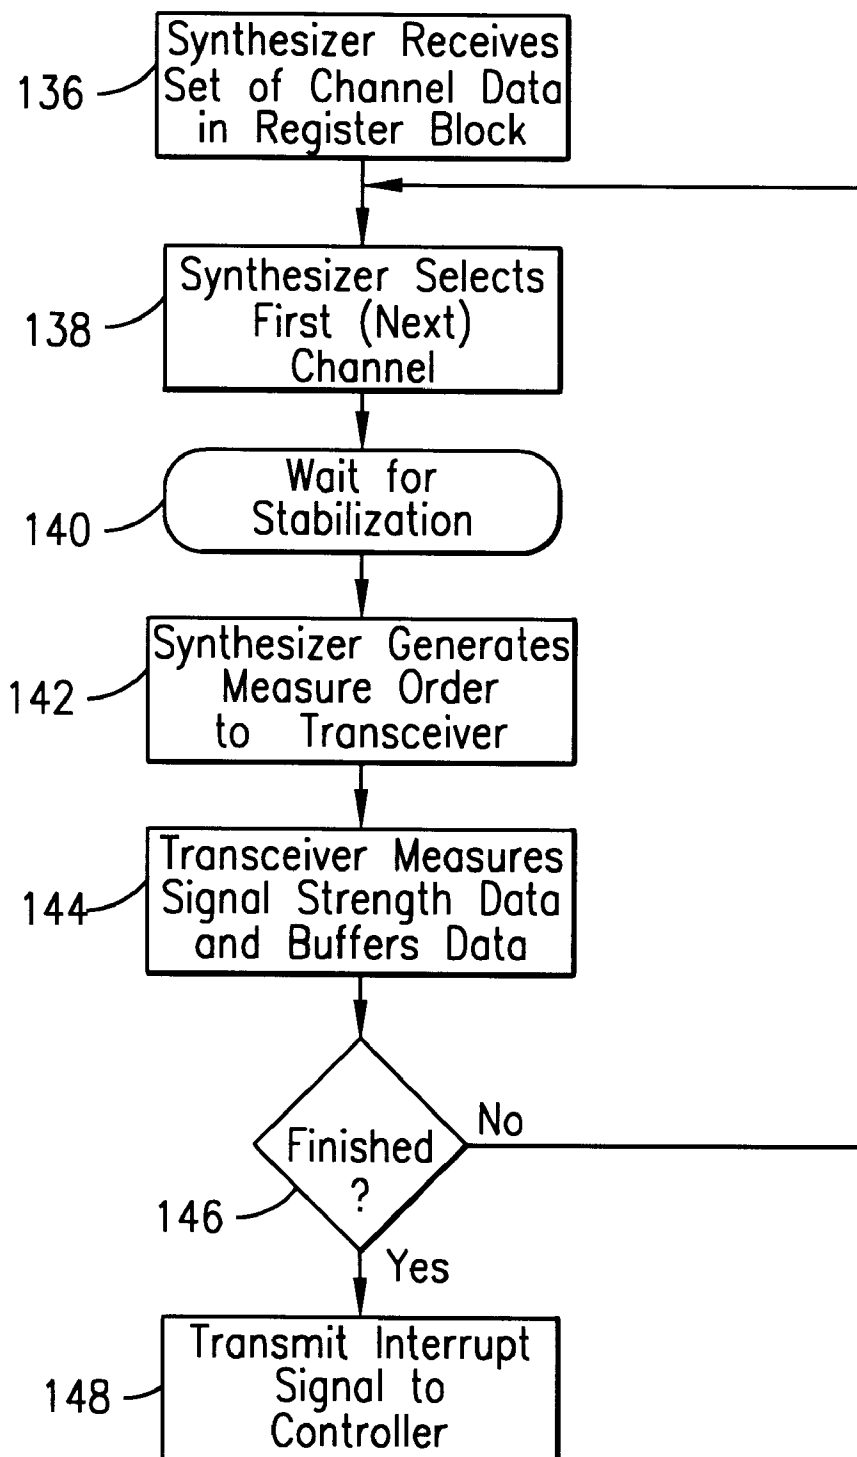 Synthesizer Receives
Set of Channel Data
in Register Block
136
Synthesizer Selects
First (Next)
Channel
138
Wait for
Stabilization
140
Synthesizer Generates
Measure Order
to Transceiver
142
Transceiver Measures
Signal Strength Data
and Buffers Data
144
No
Finished
?
146
Yes
Transmit Interrupt
Signal to
Controller
148